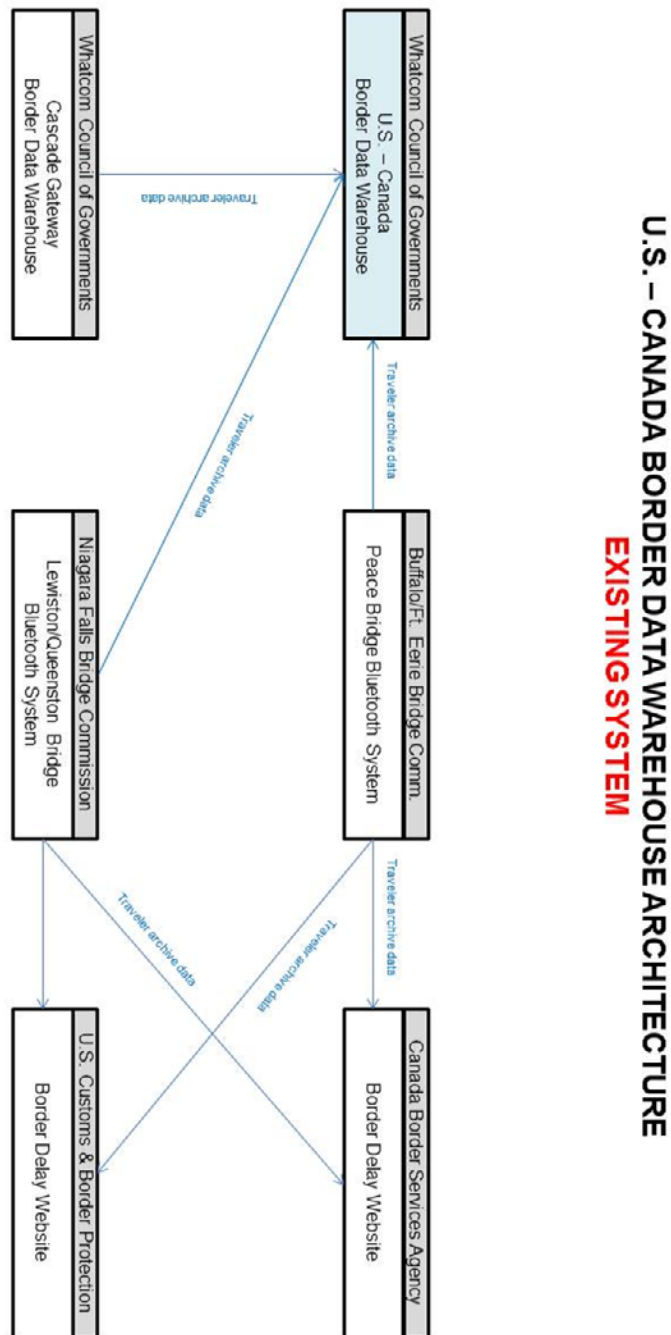 U.S. – CANADA BORDER DATA WAREHOUSE ARCHITECTURE
EXISTING SYSTEM
Whatcom Council of Governments
U.S. – Canada
Border Data Warehouse
Traveler archive data
Buffalo/Ft. Eerie Bridge Comm.
Peace Bridge Bluetooth System
Traveler archive data
Canada Border Services Agency
Border Delay Website
Traveler archive data
Traveler archive data
Traveler archive data
Traveler archive data
Whatcom Council of Governments
Cascade Gateway
Border Data Warehouse
Niagara Falls Bridge Commission
Lewiston/Queenston Bridge
Bluetooth System
U.S. Customs & Border Protection
Border Delay Website